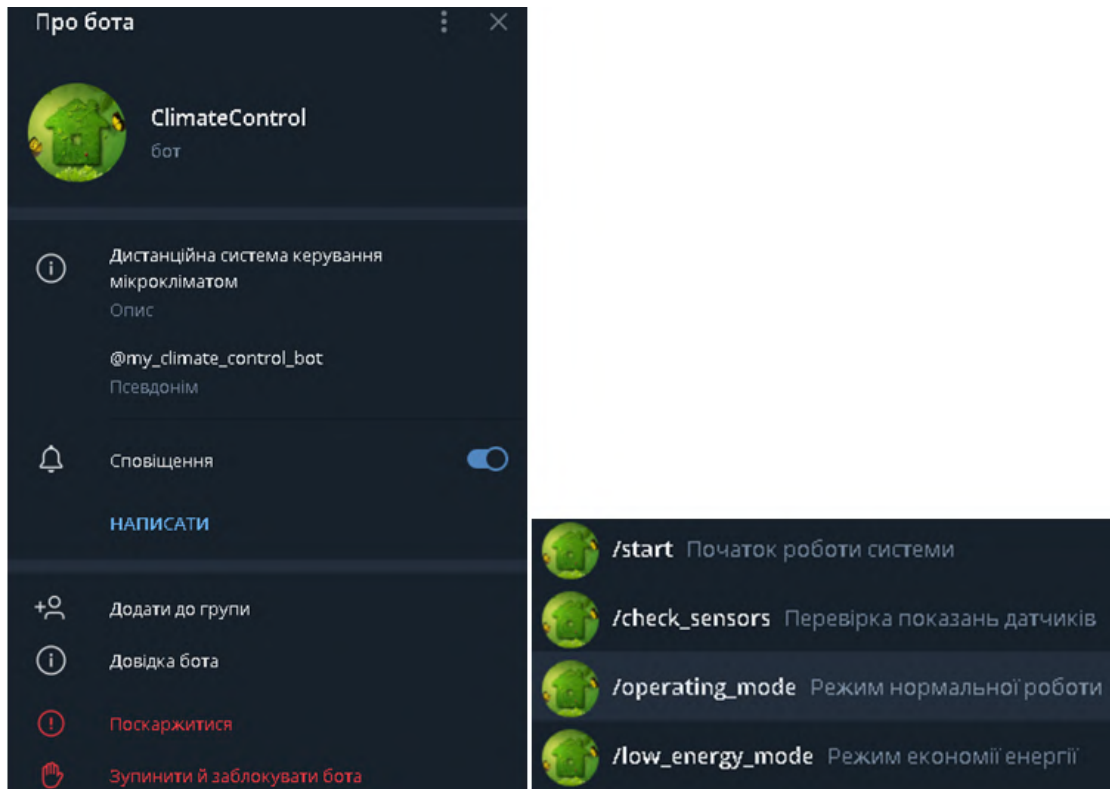 Про бота
ClimateControl
бот
Дистанційна система керування
мікрокліматом
Опис
@my_climate_control_bot
Псевдонім
Сповіщення
НАПИСАТИ
Додати до групи
Довідка бота
Поскаржитися
Зупинити й заблокувати бота
/start Початок роботи системи
/check_sensors Перевірка показань датчиків
/operating_mode Режим нормальної роботи
/low_energy_mode Режим економії енергії